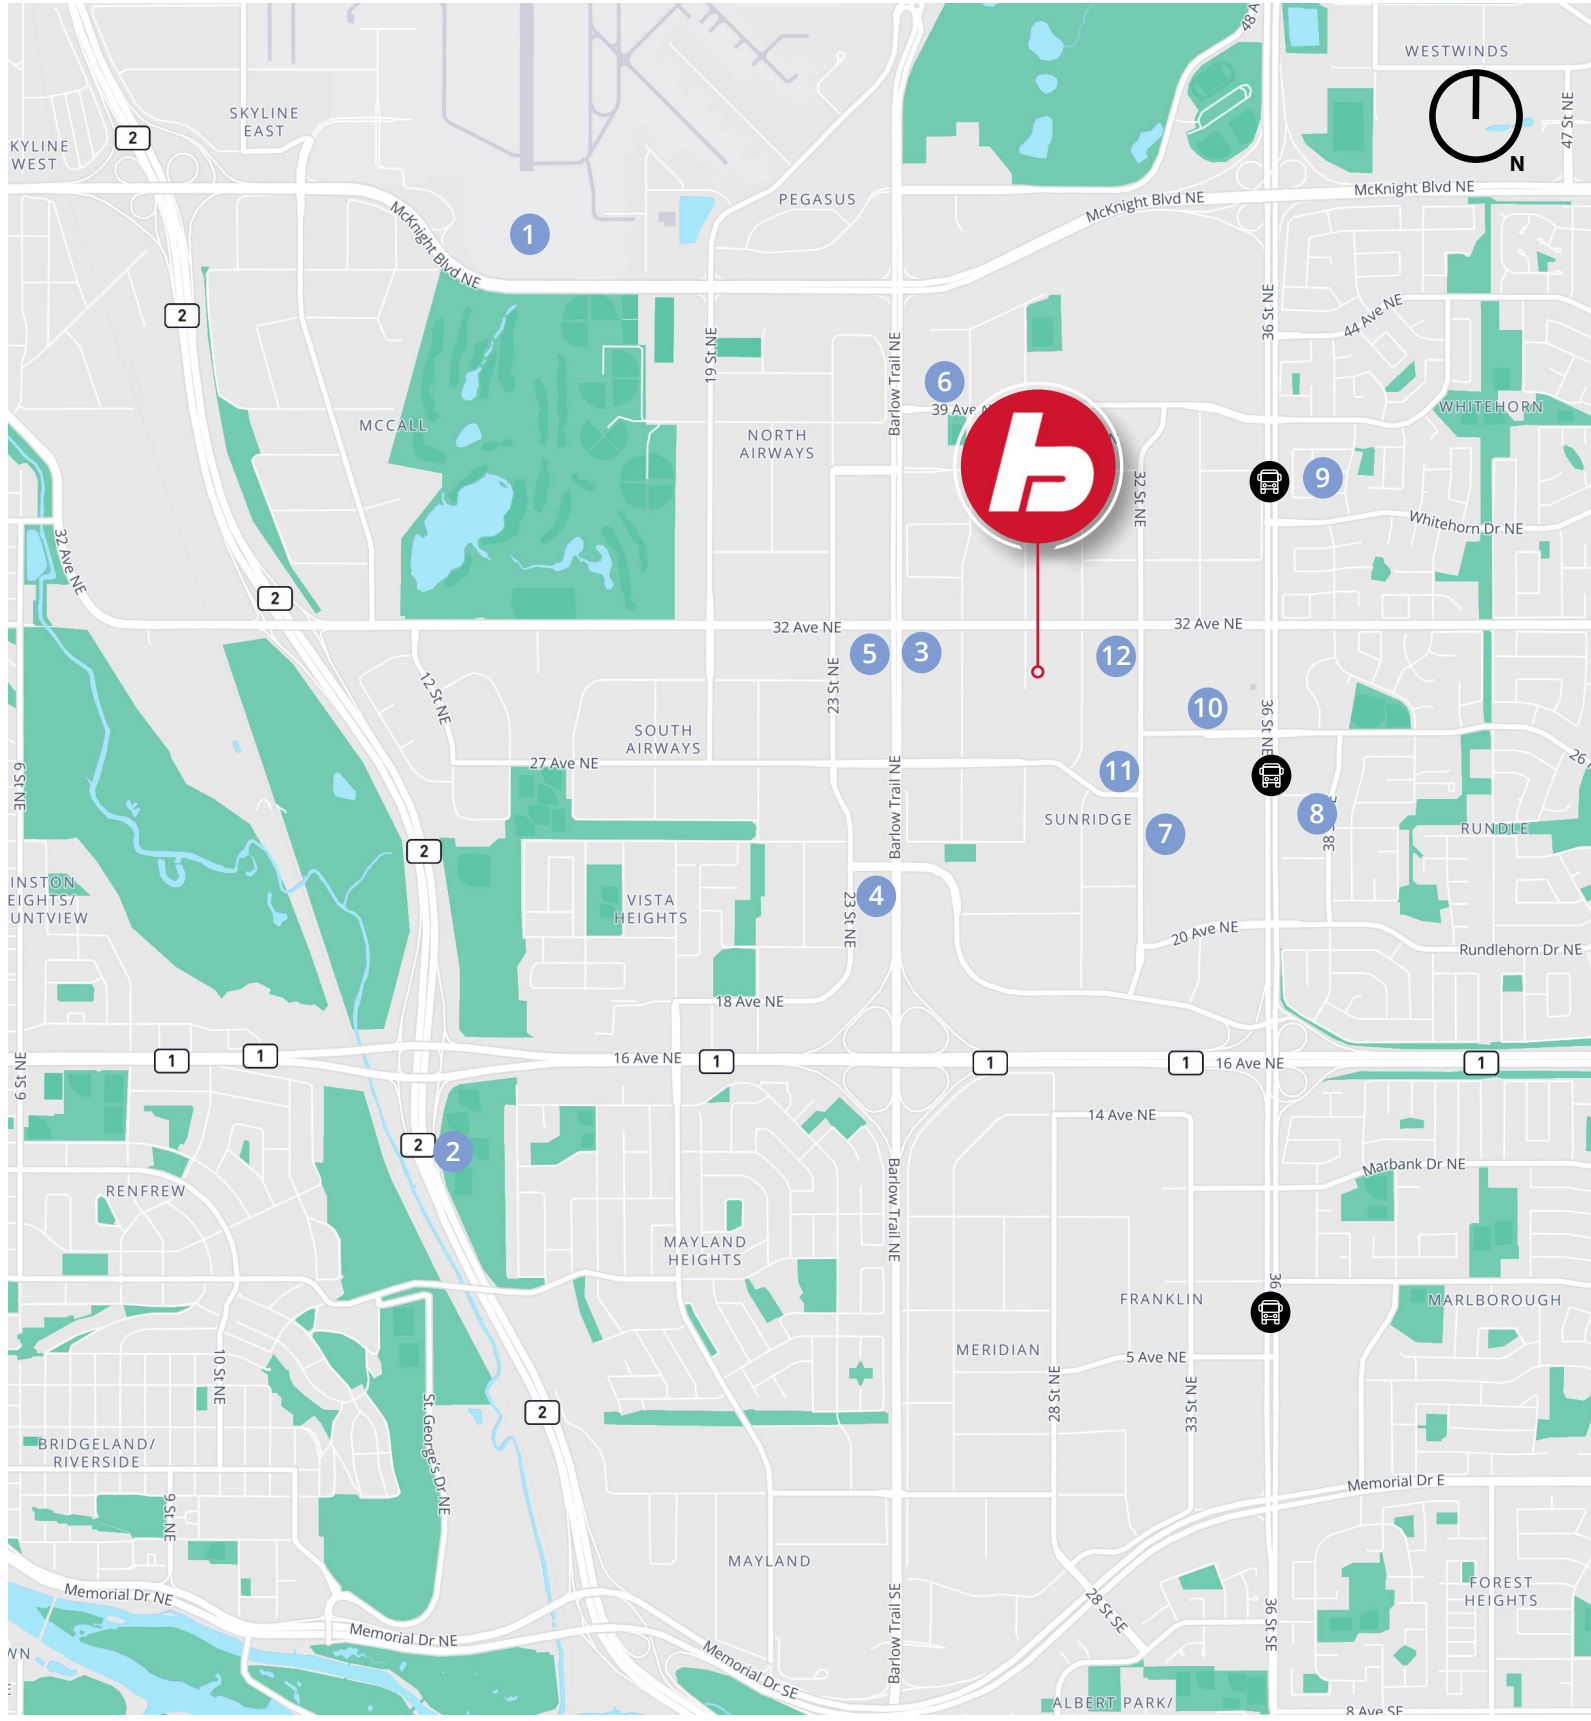 48 A
WESTWINDS
SKYLINE
EAST
2
47 St NE
KYLINE
WEST
N
McKnight Blvd NE
McKnight Blvd NE
PEGASUS
McKnight Blvd NE
1
2
36 St NE
44 Ave NE
19 St NE
Barlow Trail NE
6
39 Ave N
WHITEHORN
MCCALL
NORTH
AIRWAYS
b
9
32 St NE
Whitehorn Dr NE
32 Ave NE
2
32 Ave NE
32 Ave NE
5
3
12
23 St NE
12 St NE
10
36 St NE
SOUTH
AIRWAYS
27 Ave NE
26
11
6 St NE
Barlow Trail NE
SUNRIDGE
7
8
38
RUNDLE
2
INSTON
EIGHTS/
UNTVIEW
VISTA
HEIGHTS
4
23 St NE
20 Ave NE
Rundlehorn Dr NE
18 Ave NE
6 St NE
1
1
16 Ave NE
1
1
1
16 Ave NE
1
14 Ave NE
2
2
Marbank Dr NE
RENFREW
Barlow Trail NE
MAYLAND
HEIGHTS
36
FRANKLIN
MARLBOROUGH
MERIDIAN
5 Ave NE
10 St NE
28 St NE
33 St NE
St. George's Dr NE
2
BRIDGELAND/
RIVERSIDE
Memorial Dr E
9 St NE
MAYLAND
Memorial Dr NE
28 St SE
FOREST
HEIGHTS
Barlow Trail SE
36 St SE
Memorial Dr NE
WN
E
Memorial Dr SE
ALBERT PARK/
8 Ave SE